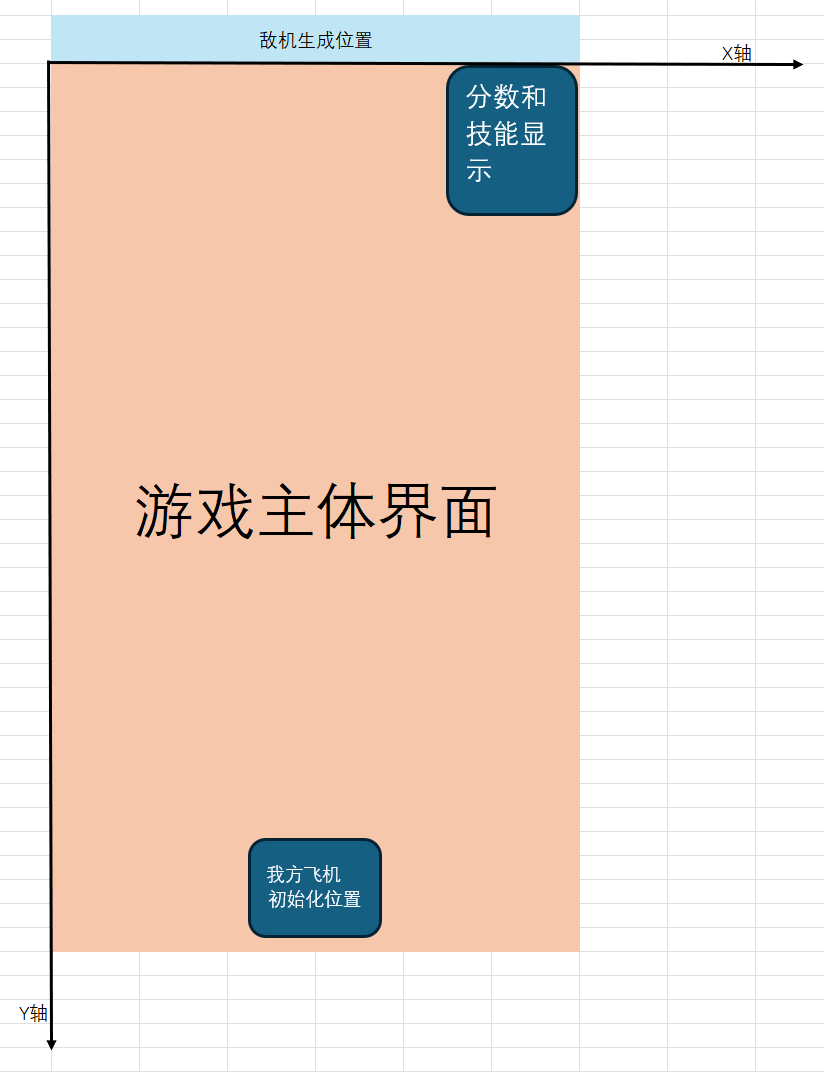 敌机生成位置
X轴
分数和
技能显
示
游戏主体界面
我方飞机
初始化位置
Y轴